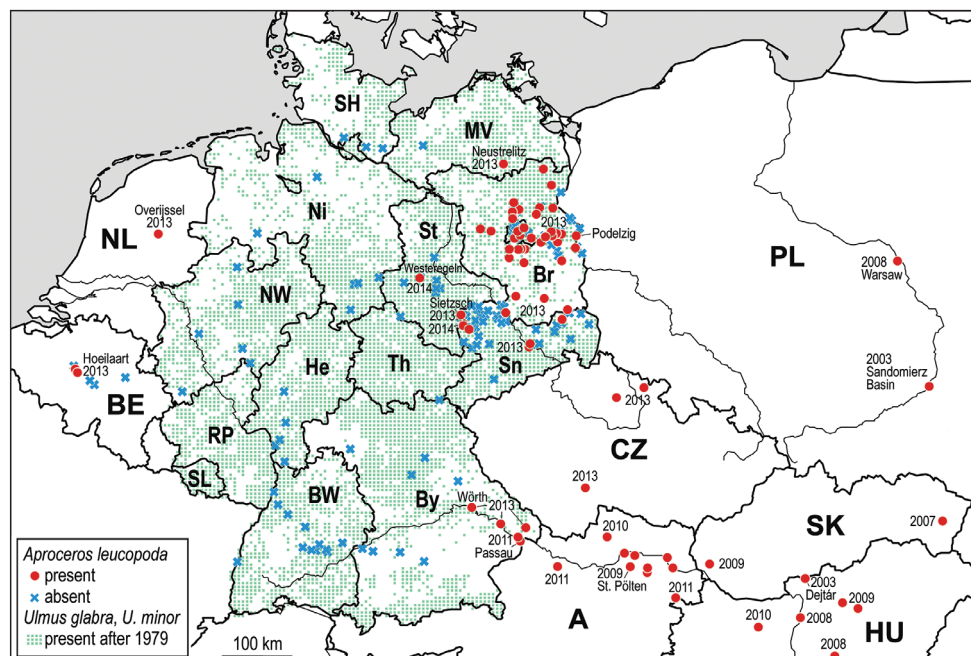 SH
MV
Neustrelitz
2013
Overijssel
2013
Ni
NL
St
2013
Podelzig
PL
2008
Warsaw
Westeregeln
2014
Br
NW
Sietzsch
2013
2014
2013
2013
Hoeilaart
2013
BE
He
Th
Sn
2003
Sandomierz
Basin
2013
RP
CZ
SL
BW
By
2013
Wörth
2013
2010
SK
2007
2011
Passau
2011
2009
St. Pölten
2009
2011
2003
Dejtár
2009
2008
2010
A
HU
2008
Aproceros leucopoda
present
absent
Ulmus glabra, U. minor
present after 1979
100 km